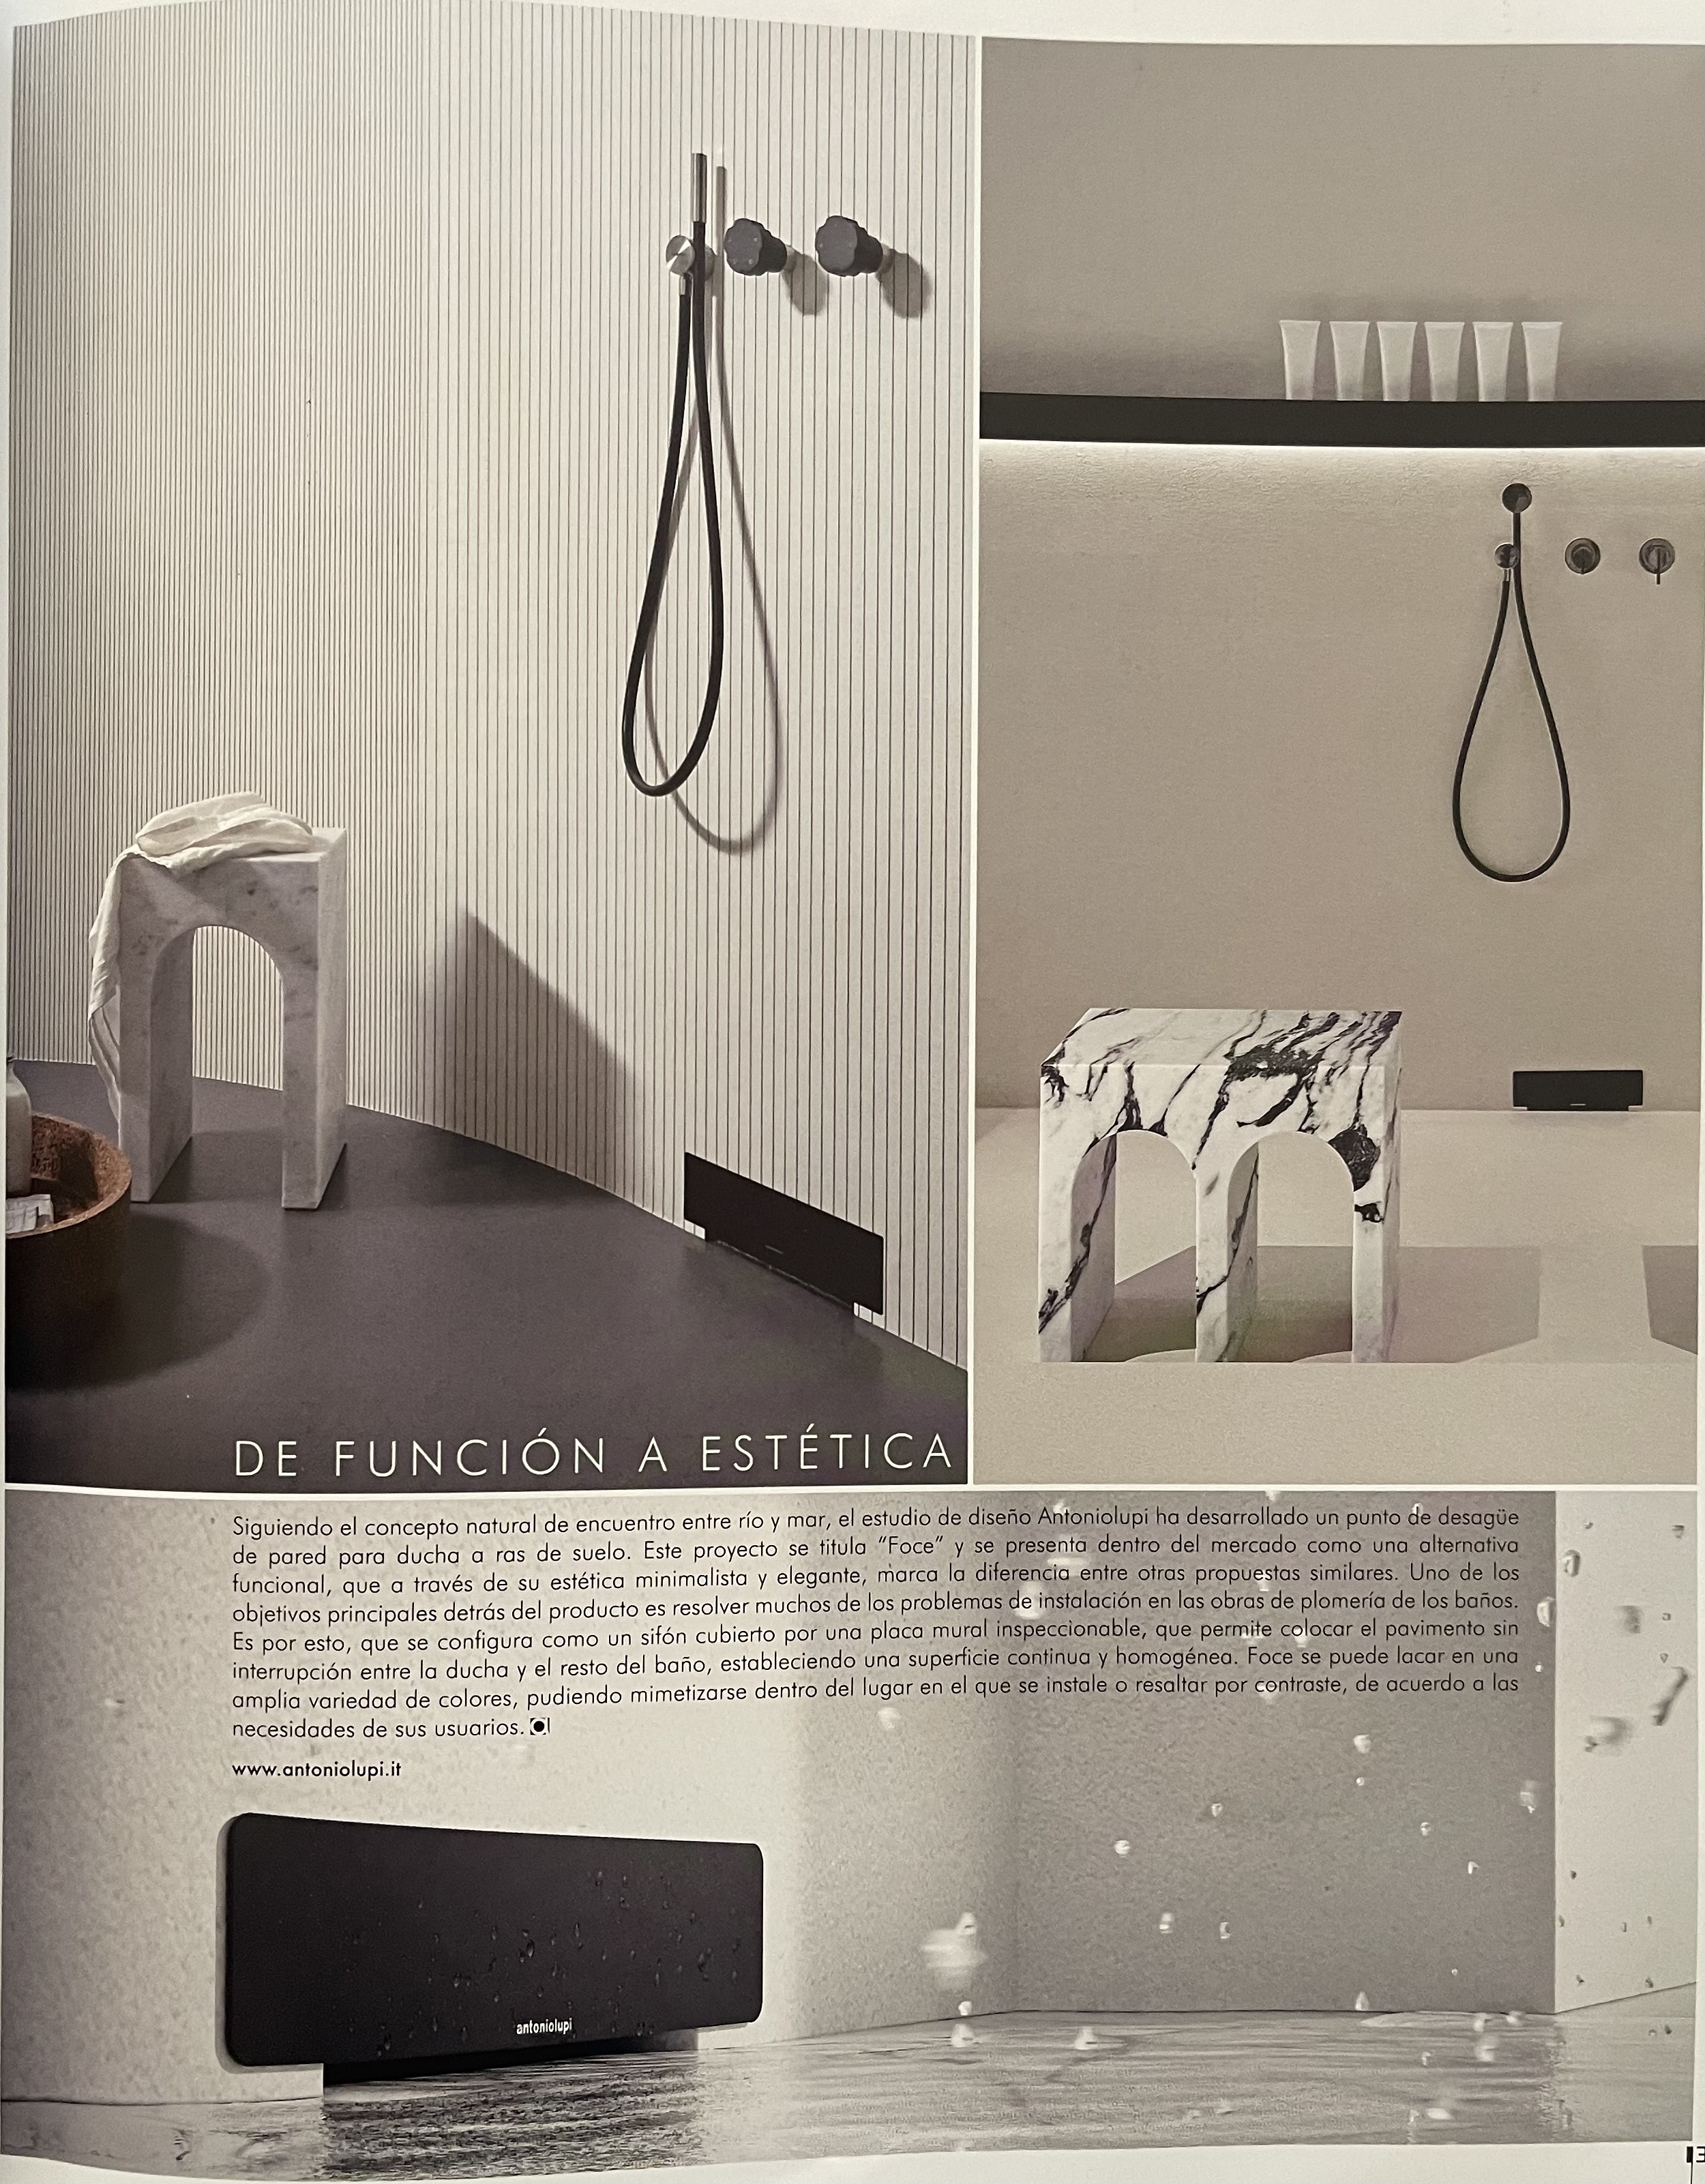 DE FUNCIÓN A ESTÉTICA
Siguiendo el concepto natural de encuentro entre río y mar, el estudio de diseño Antoniolupi ha desarrollado un punto de desagüe
de pared para ducha a ras de suelo. Este proyecto se titula “Foce” y se presenta dentro del mercado como una alternativa
funcional, que a través de su estética minimalista y elegante, marca la diferencia entre otras propuestas similares. Uno de los
objetivos principales detrás del producto es resolver muchos de los problemas de instalación en las obras de plomería de los baños.
Es por esto, que se configura como un sifón cubierto por una placa mural inspeccionable, que permite colocar el pavimento sin
interrupción entre la ducha y el resto del baño, estableciendo una superficie continua y homogénea. Foce se puede lacar en una
amplia variedad de colores, pudiendo mimetizarse dentro del lugar en el que se instale o resaltar por contraste, de acuerdo a las
necesidades de sus usuarios.
www.antoniolupi.it
antoniolupi